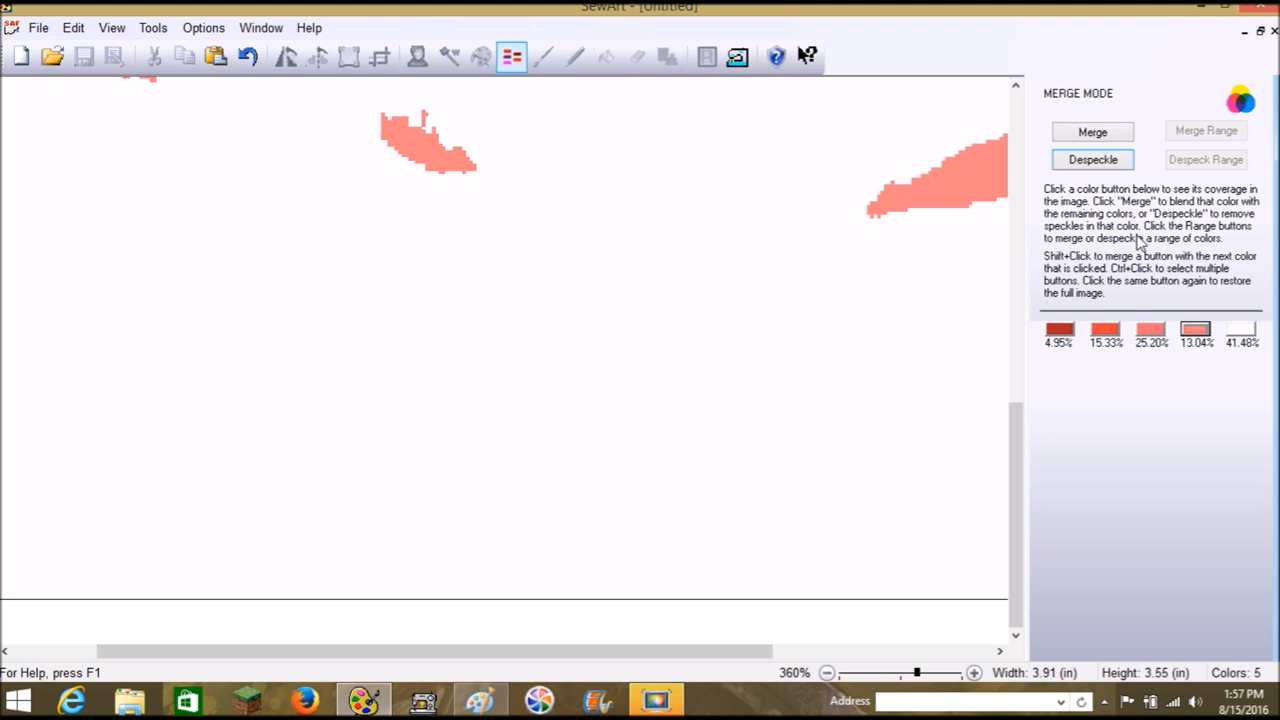 SewArt - [Untitled]
SAF File Edit View Tools Options Window Help
MERGE MODE
Merge Merge Range
Despeckle Despeck Range
Click a color button below to see its coverage in
the image. Click "Merge" to blend that color with
the remaining colors, or "Despeckle" to remove
speckles in that color. Click the Range buttons
to merge or despeckle a range of colors.
Shift+Click to merge a button with the next color
that is clicked. Ctrl+Click to select multiple
buttons. Click the same button again to restore
the full image.
4.95% 15.33% 25.20% 13.04% 41.48%
For Help, press F1 360% Width: 3.91 (in) Height: 3.55 (in) Colors: 5
Address 1:57 PM
8/15/2016